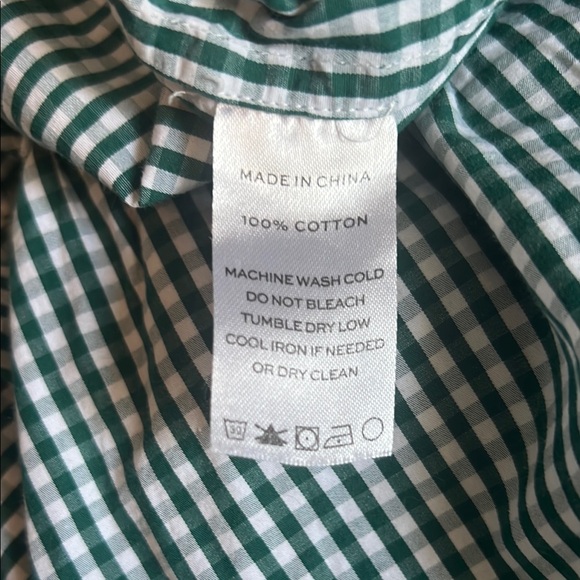 MADE IN CHINA
100% COTTON
MACHINE WASH COLD
DO NOT BLEACH
TUMBLE DRY LOW
COOL IRON IF NEEDED
OR DRY CLEAN
30